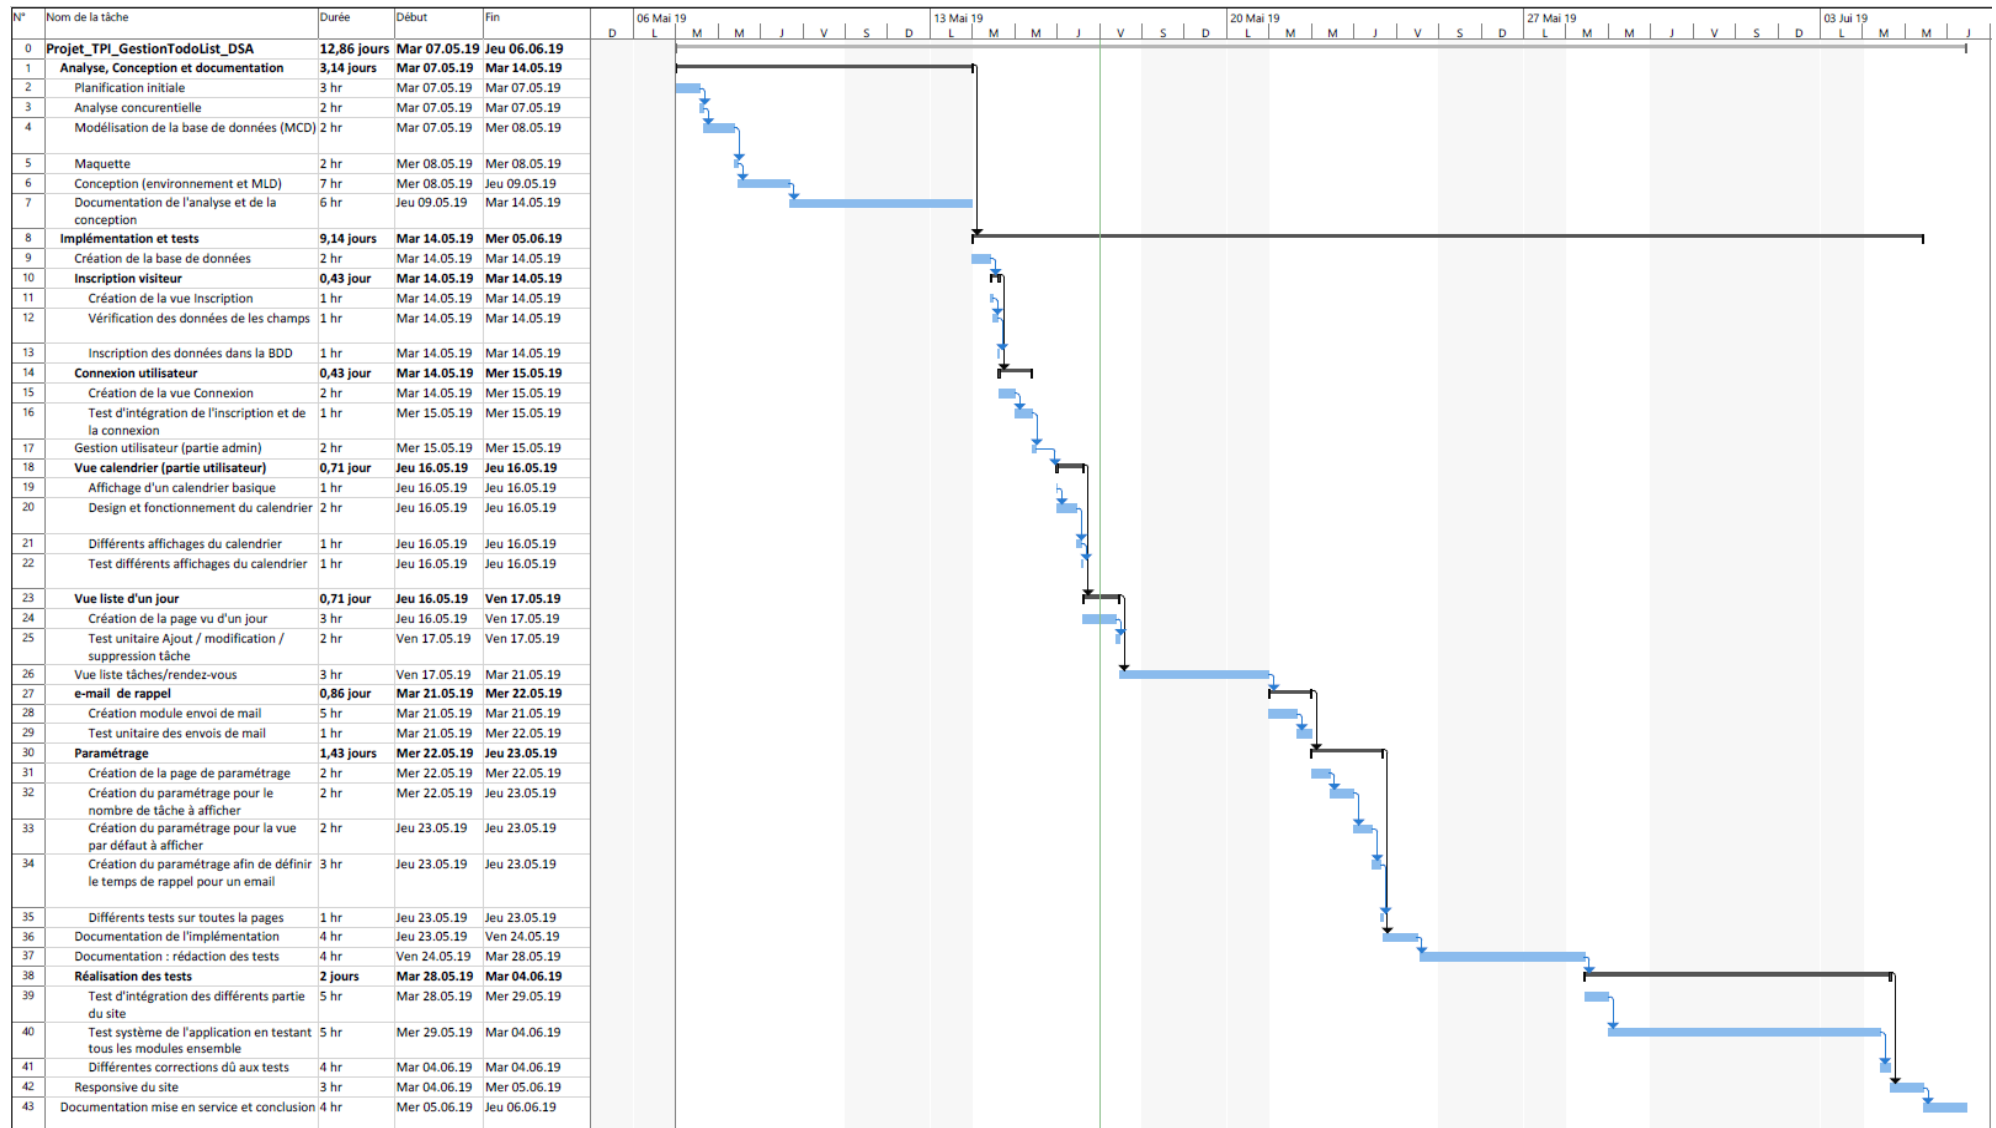 N° Nom de la tâche Durée Début Fin 06 Mai 19 13 Mai 19 20 Mai 19 27 Mai 19 03 Jui 19
D L M M J V S D L M M J V S D L M M J V S D L M M J V S D L M M J
0 Projet_TPI_GestionTodoList_DSA 12,86 jours Mar 07.05.19 Jeu 06.06.19
1 Analyse, Conception et documentation 3,14 jours Mar 07.05.19 Mar 14.05.19
2 Planification initiale 3 hr Mar 07.05.19 Mar 07.05.19
3 Analyse concurentielle 2 hr Mar 07.05.19 Mar 07.05.19
4 Modélisation de la base de données (MCD) 2 hr Mar 07.05.19 Mer 08.05.19
5 Maquette 2 hr Mer 08.05.19 Mer 08.05.19
6 Conception (environnement et MLD) 7 hr Mer 08.05.19 Jeu 09.05.19
7 Documentation de l'analyse et de la 6 hr Jeu 09.05.19 Mar 14.05.19
conception
8 Implémentation et tests 9,14 jours Mar 14.05.19 Mer 05.06.19
9 Création de la base de données 2 hr Mar 14.05.19 Mar 14.05.19
10 Inscription visiteur 0,43 jour Mar 14.05.19 Mar 14.05.19
11 Création de la vue Inscription 1 hr Mar 14.05.19 Mar 14.05.19
12 Vérification des données de les champs 1 hr Mar 14.05.19 Mar 14.05.19
13 Inscription des données dans la BDD 1 hr Mar 14.05.19 Mar 14.05.19
14 Connexion utilisateur 0,43 jour Mar 14.05.19 Mer 15.05.19
15 Création de la vue Connexion 2 hr Mar 14.05.19 Mer 15.05.19
16 Test d'intégration de l'inscription et de 1 hr Mer 15.05.19 Mer 15.05.19
la connexion
17 Gestion utilisateur (partie admin) 2 hr Mer 15.05.19 Mer 15.05.19
18 Vue calendrier (partie utilisateur) 0,71 jour Jeu 16.05.19 Jeu 16.05.19
19 Affichage d'un calendrier basique 1 hr Jeu 16.05.19 Jeu 16.05.19
20 Design et fonctionnement du calendrier 2 hr Jeu 16.05.19 Jeu 16.05.19
21 Différents affichages du calendrier 1 hr Jeu 16.05.19 Jeu 16.05.19
22 Test différents affichages du calendrier 1 hr Jeu 16.05.19 Jeu 16.05.19
23 Vue liste d'un jour 0,71 jour Jeu 16.05.19 Ven 17.05.19
24 Création de la page vu d'un jour 3 hr Jeu 16.05.19 Ven 17.05.19
25 Test unitaire Ajout / modification / 2 hr Ven 17.05.19 Ven 17.05.19
suppression tâche
26 Vue liste tâches/rendez-vous 3 hr Ven 17.05.19 Mar 21.05.19
27 e-mail de rappel 0,86 jour Mar 21.05.19 Mer 22.05.19
28 Création module envoi de mail 5 hr Mar 21.05.19 Mar 21.05.19
29 Test unitaire des envois de mail 1 hr Mar 21.05.19 Mer 22.05.19
30 Paramétrage 1,43 jours Mer 22.05.19 Jeu 23.05.19
31 Création de la page de paramétrage 2 hr Mer 22.05.19 Mer 22.05.19
32 Création du paramétrage pour le 2 hr Mer 22.05.19 Jeu 23.05.19
nombre de tâche à afficher
33 Création du paramétrage pour la vue 2 hr Jeu 23.05.19 Jeu 23.05.19
par défaut à afficher
34 Création du paramétrage afin de définir 3 hr Jeu 23.05.19 Jeu 23.05.19
le temps de rappel pour un email
35 Différents tests sur toutes la pages 1 hr Jeu 23.05.19 Jeu 23.05.19
36 Documentation de l'implémentation 4 hr Jeu 23.05.19 Ven 24.05.19
37 Documentation : rédaction des tests 4 hr Ven 24.05.19 Mar 28.05.19
38 Réalisation des tests 2 jours Mar 28.05.19 Mar 04.06.19
39 Test d'intégration des différents partie 5 hr Mar 28.05.19 Mer 29.05.19
du site
40 Test système de l'application en testant 5 hr Mer 29.05.19 Mar 04.06.19
tous les modules ensemble
41 Différentes corrections dû aux tests 4 hr Mar 04.06.19 Mar 04.06.19
42 Responsive du site 3 hr Mar 04.06.19 Mer 05.06.19
43 Documentation mise en service et conclusion 4 hr Mer 05.06.19 Jeu 06.06.19